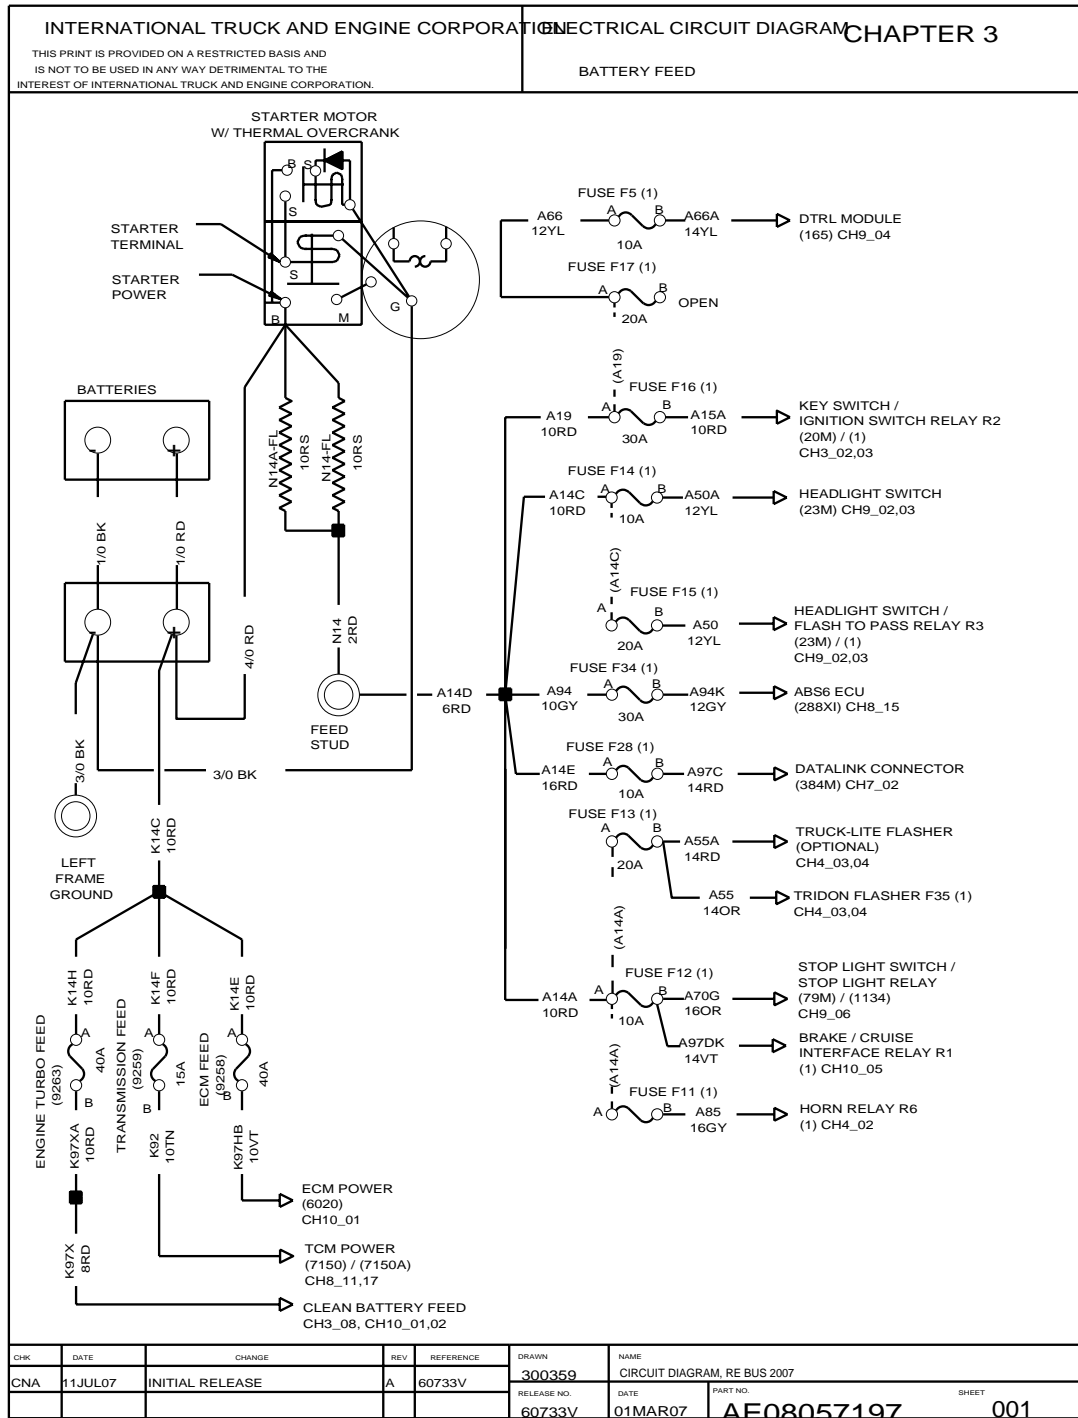 INTERNATIONAL TRUCK AND ENGINE CORPORATION
ELECTRICAL CIRCUIT DIAGRAM
CHAPTER 3
THIS PRINT IS PROVIDED ON A RESTRICTED BASIS AND
IS NOT TO BE USED IN ANY WAY DETRIMENTAL TO THE
INTEREST OF INTERNATIONAL TRUCK AND ENGINE CORPORATION.
BATTERY FEED
STARTER MOTOR
W/ THERMAL OVERCRANK
B
S
S
STARTER
TERMINAL
S
STARTER
POWER
B
M
G
BATTERIES
-
+
1/0 BK
1/0 RD
-
+
4/0 RD
3/0 BK
3/0 BK
LEFT
FRAME
GROUND
N14A-FL
10RS
N14-FL
10RS
N14
2RD
FEED
STUD
A14D
6RD
K14C
10RD
K14H
10RD
K14F
10RD
K14E
10RD
ENGINE TURBO FEED
(9263)
A
40A
B
TRANSMISSION FEED
(9259)
A
15A
B
ECM FEED
(9258)
A
40A
B
K97XA
10RD
K92
10TN
K97HB
10VT
K97X
8RD
ECM POWER
(6020)
CH10_01
TCM POWER
(7150) / (7150A)
CH8_11,17
CLEAN BATTERY FEED
CH3_08, CH10_01,02
FUSE F5 (1)
A66
12YL
A
B
10A
A66A
14YL
DTRL MODULE
(165) CH9_04
FUSE F17 (1)
A
B
20A
OPEN
(A19)
FUSE F16 (1)
A19
10RD
A
B
30A
A15A
10RD
KEY SWITCH /
IGNITION SWITCH RELAY R2
(20M) / (1)
CH3_02,03
FUSE F14 (1)
A14C
10RD
A
B
10A
A50A
12YL
HEADLIGHT SWITCH
(23M) CH9_02,03
(A14C)
FUSE F15 (1)
A
B
20A
A50
12YL
HEADLIGHT SWITCH /
FLASH TO PASS RELAY R3
(23M) / (1)
CH9_02,03
FUSE F34 (1)
A94
10GY
A
B
30A
A94K
12GY
ABS6 ECU
(288XI) CH8_15
FUSE F28 (1)
A14E
16RD
A
B
10A
A97C
14RD
DATALINK CONNECTOR
(384M) CH7_02
FUSE F13 (1)
A
B
20A
A55A
14RD
TRUCK-LITE FLASHER
(OPTIONAL)
CH4_03,04
A55
14OR
TRIDON FLASHER F35 (1)
CH4_03,04
(A14A)
FUSE F12 (1)
A14A
10RD
A
B
10A
A70G
16OR
STOP LIGHT SWITCH /
STOP LIGHT RELAY
(79M) / (1134)
CH9_06
A97DK
14VT
BRAKE / CRUISE
INTERFACE RELAY R1
(1) CH10_05
(A14A)
FUSE F11 (1)
A
B
10A
A85
16GY
HORN RELAY R6
(1) CH4_02
CHK
DATE
CHANGE
REV
REFERENCE
DRAWN
NAME
CNA
11JUL07
INITIAL RELEASE
A
60733V
300359
CIRCUIT DIAGRAM, RE BUS 2007
RELEASE NO.
DATE
PART NO.
SHEET
60733V
01MAR07
AE08057197
001